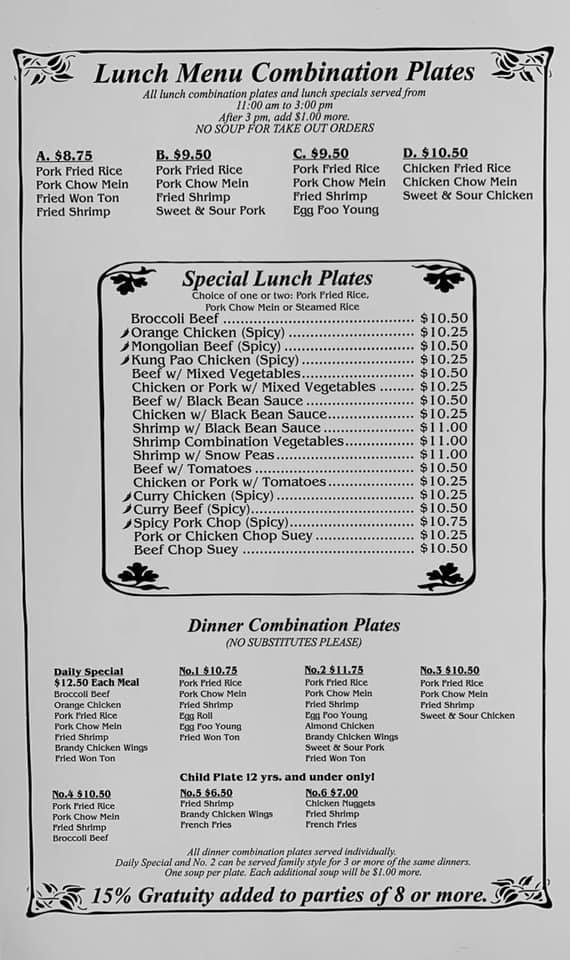 Lunch Menu Combination Plates
All lunch combination plates and lunch specials served from
11:00 am to 3:00 pm
After 3 pm, add $1.00 more.
NO SOUP FOR TAKE OUT ORDERS
A. $8.75
Pork Fried Rice
Pork Chow Mein
Fried Won Ton
Fried Shrimp
B. $9.50
Pork Fried Rice
Pork Chow Mein
Fried Shrimp
Sweet & Sour Pork
C. $9.50
Pork Fried Rice
Pork Chow Mein
Fried Shrimp
Egg Foo Young
D. $10.50
Chicken Fried Rice
Chicken Chow Mein
Sweet & Sour Chicken
Special Lunch Plates
Choice of one or two: Pork Fried Rice,
Pork Chow Mein or Steamed Rice
Broccoli Beef ............................................ $10.50
Orange Chicken (Spicy) ............................. $10.25
Mongolian Beef (Spicy) .............................. $10.50
Kung Pao Chicken (Spicy) .......................... $10.25
Beef w/ Mixed Vegetables.......................... $10.50
Chicken or Pork w/ Mixed Vegetables ........ $10.25
Beef w/ Black Bean Sauce ......................... $10.50
Chicken w/ Black Bean Sauce.................... $10.25
Shrimp w/ Black Bean Sauce ..................... $11.00
Shrimp Combination Vegetables................ $11.00
Shrimp w/ Snow Peas................................ $11.00
Beef w/ Tomatoes ..................................... $10.50
Chicken or Pork w/ Tomatoes.................... $10.25
Curry Chicken (Spicy) ................................ $10.25
Curry Beef (Spicy)...................................... $10.50
Spicy Pork Chop (Spicy)............................. $10.75
Pork or Chicken Chop Suey ....................... $10.25
Beef Chop Suey ........................................ $10.50
Dinner Combination Plates
(NO SUBSTITUTES PLEASE)
Daily Special
$12.50 Each Meal
Broccoli Beef
Orange Chicken
Pork Fried Rice
Pork Chow Mein
Fried Shrimp
Brandy Chicken Wings
Fried Won Ton
No.1 $10.75
Pork Fried Rice
Pork Chow Mein
Fried Shrimp
Egg Roll
Egg Foo Young
Fried Won Ton
No.2 $11.75
Pork Fried Rice
Pork Chow Mein
Fried Shrimp
Egg Foo Young
Almond Chicken
Brandy Chicken Wings
Sweet & Sour Pork
Fried Won Ton
No.3 $10.50
Pork Fried Rice
Pork Chow Mein
Fried Shrimp
Sweet & Sour Chicken
Child Plate 12 yrs. and under only!
No.4 $10.50
Pork Fried Rice
Pork Chow Mein
Fried Shrimp
Broccoli Beef
No.5 $6.50
Fried Shrimp
Brandy Chicken Wings
French Fries
No.6 $7.00
Chicken Nuggets
Fried Shrimp
French Fries
All dinner combination plates served individually.
Daily Special and No. 2 can be served family style for 3 or more of the same dinners.
One soup per plate. Each additional soup will be $1.00 more.
15% Gratuity added to parties of 8 or more.